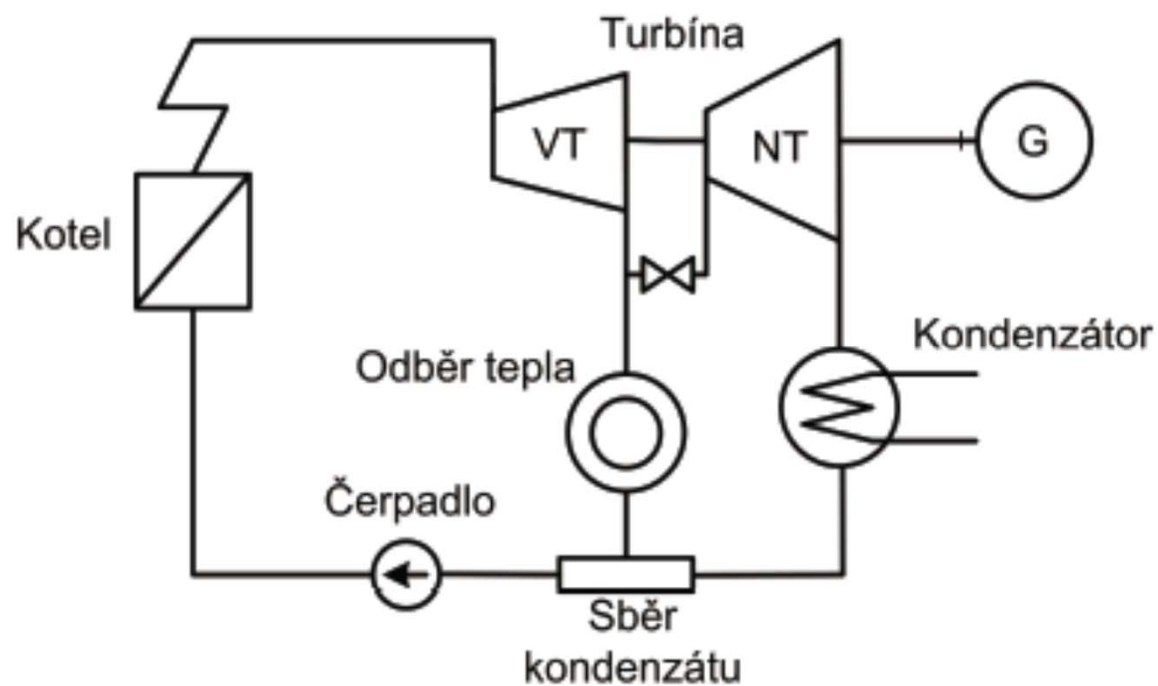 Turbína
VT
NT
G
Kotel
Kondenzátor
Odběr tepla
Čerpadlo
Sběr
kondenzátu